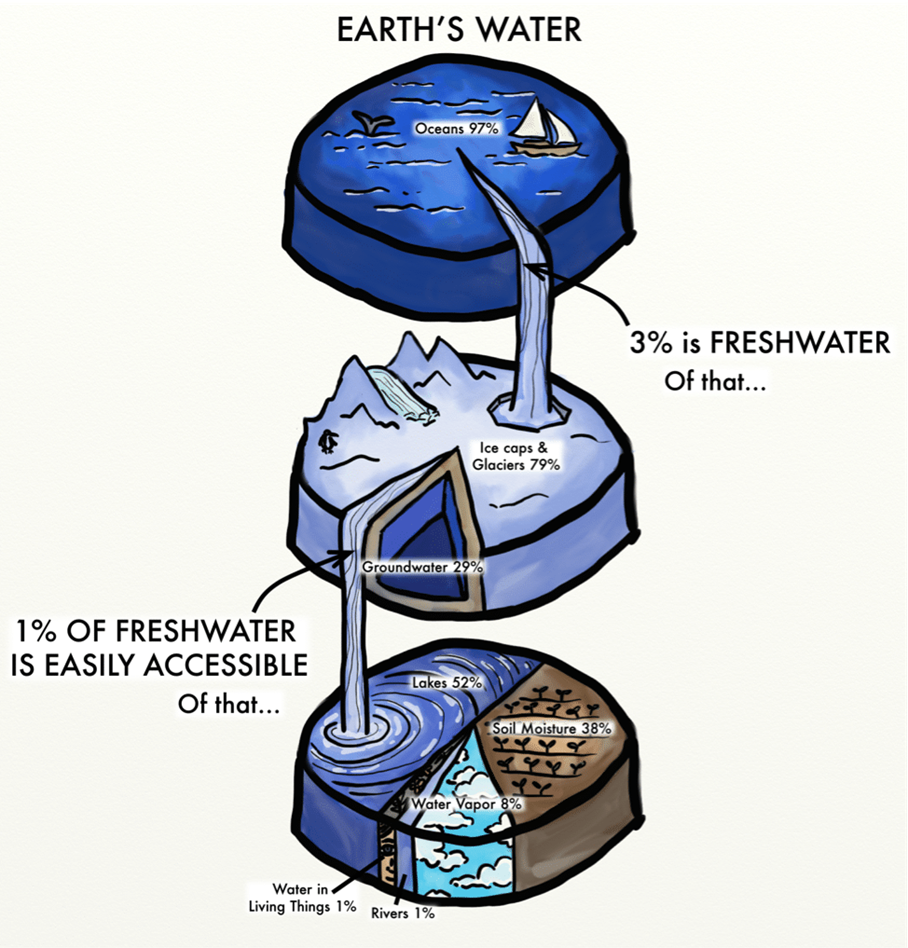 EARTH'S WATER
Oceans 97%
3% is FRESHWATER
Of that...
Ice caps &
Glaciers 79%
Groundwater 29%
1% OF FRESHWATER
IS EASILY ACCESSIBLE
Of that...
Lakes 52%
Soil Moisture 38%
Water Vapor 8%
Water in
Living Things 1%
Rivers 1%